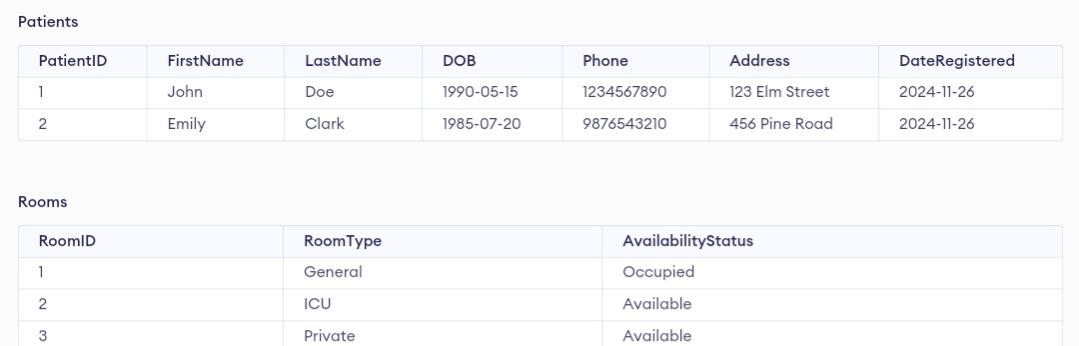 Patients
PatientID FirstName LastName DOB Phone Address DateRegistered
1 John Doe 1990-05-15 1234567890 123 Elm Street 2024-11-26
2 Emily Clark 1985-07-20 9876543210 456 Pine Road 2024-11-26
Rooms
RoomID RoomType AvailabilityStatus
1 General Occupied
2 ICU Available
3 Private Available